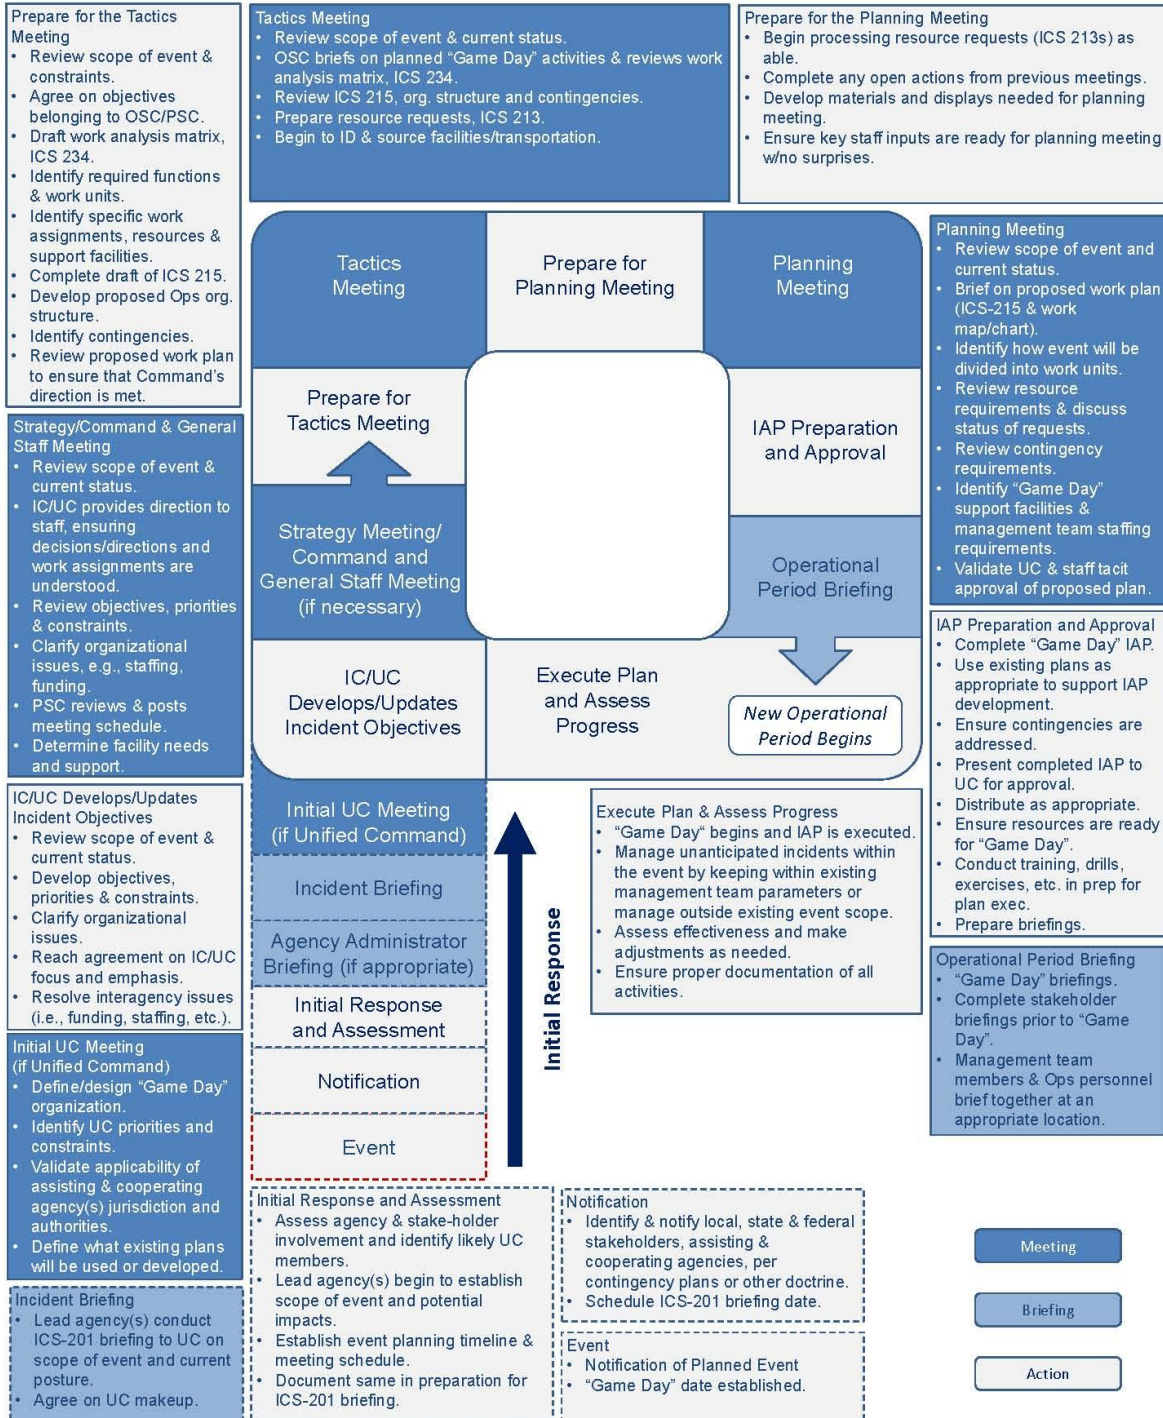 Prepare for the Tactics
Meeting
• Review scope of event &
constraints.
• Agree on objectives
belonging to OSC/PSC.
• Draft work analysis matrix,
ICS 234.
• Identify required functions
& work units.
• Identify specific work
assignments, resources &
support facilities.
• Complete draft of ICS 215.
• Develop proposed Ops org.
structure.
• Identify contingencies.
• Review proposed work plan
to ensure that Command's
direction is met.
Tactics Meeting
• Review scope of event & current status.
• OSC briefs on planned “Game Day” activities & reviews work
analysis matrix, ICS 234.
• Review ICS 215, org. structure and contingencies.
• Prepare resource requests, ICS 213.
• Begin to ID & source facilities/transportation.
Prepare for the Planning Meeting
• Begin processing resource requests (ICS 213s) as
able.
• Complete any open actions from previous meetings.
• Develop materials and displays needed for planning
meeting.
• Ensure key staff inputs are ready for planning meeting
w/no surprises.
Tactics
Meeting
Prepare for
Planning Meeting
Planning
Meeting
Prepare for
Tactics Meeting
IAP Preparation
and Approval
Strategy Meeting/
Command and
General Staff Meeting
(if necessary)
Operational
Period Briefing
IC/UC
Develops/Updates
Incident Objectives
Execute Plan
and Assess
Progress
New Operational
Period Begins
Initial UC Meeting
(if Unified Command)
Incident Briefing
Agency Administrator
Briefing (if appropriate)
Initial Response
and Assessment
Notification
Event
Initial Response
Planning Meeting
• Review scope of event and
current status.
• Brief on proposed work plan
(ICS-215 & work
map/chart).
• Identify how event will be
divided into work units.
• Review resource
requirements & discuss
status of requests.
• Review contingency
requirements.
• Identify “Game Day”
support facilities &
management team staffing
requirements.
• Validate UC & staff tacit
approval of proposed plan.
Strategy/Command & General
Staff Meeting
• Review scope of event &
current status.
• IC/UC provides direction to
staff, ensuring
decisions/directions and
work assignments are
understood.
• Review objectives, priorities
& constraints.
• Clarify organizational
issues, e.g., staffing,
funding.
• PSC reviews & posts
meeting schedule.
• Determine facility needs
and support.
IAP Preparation and Approval
• Complete “Game Day” IAP.
• Use existing plans as
appropriate to support IAP
development.
• Ensure contingencies are
addressed.
• Present completed IAP to
UC for approval.
• Distribute as appropriate.
• Ensure resources are ready
for “Game Day”.
• Conduct training, drills,
exercises, etc. in prep for
plan exec.
• Prepare briefings.
IC/UC Develops/Updates
Incident Objectives
• Review scope of event &
current status.
• Develop objectives,
priorities & constraints.
• Clarify organizational
issues.
• Reach agreement on IC/UC
focus and emphasis.
• Resolve interagency issues
(i.e., funding, staffing, etc.).
Execute Plan & Assess Progress
• “Game Day“ begins and IAP is executed.
• Manage unanticipated incidents within
the event by keeping within existing
management team parameters or
manage outside existing event scope.
• Assess effectiveness and make
adjustments as needed.
• Ensure proper documentation of all
activities.
Operational Period Briefing
• “Game Day” briefings.
• Complete stakeholder
briefings prior to “Game
Day”.
• Management team
members & Ops personnel
brief together at an
appropriate location.
Initial UC Meeting
(if Unified Command)
• Define/design “Game Day”
organization.
• Identify UC priorities and
constraints.
• Validate applicability of
assisting & cooperating
agency(s) jurisdiction and
authorities.
• Define what existing plans
will be used or developed.
Incident Briefing
• Lead agency(s) conduct
ICS-201 briefing to UC on
scope of event and current
posture.
• Agree on UC makeup.
Initial Response and Assessment
• Assess agency & stake-holder
involvement and identify likely UC
members.
• Lead agency(s) begin to establish
scope of event and potential
impacts.
• Establish event planning timeline &
meeting schedule.
• Document same in preparation for
ICS-201 briefing.
Notification
• Identify & notify local, state & federal
stakeholders, assisting &
cooperating agencies, per
contingency plans or other doctrine.
• Schedule ICS-201 briefing date.
Event
• Notification of Planned Event
• “Game Day” date established.
Meeting
Briefing
Action